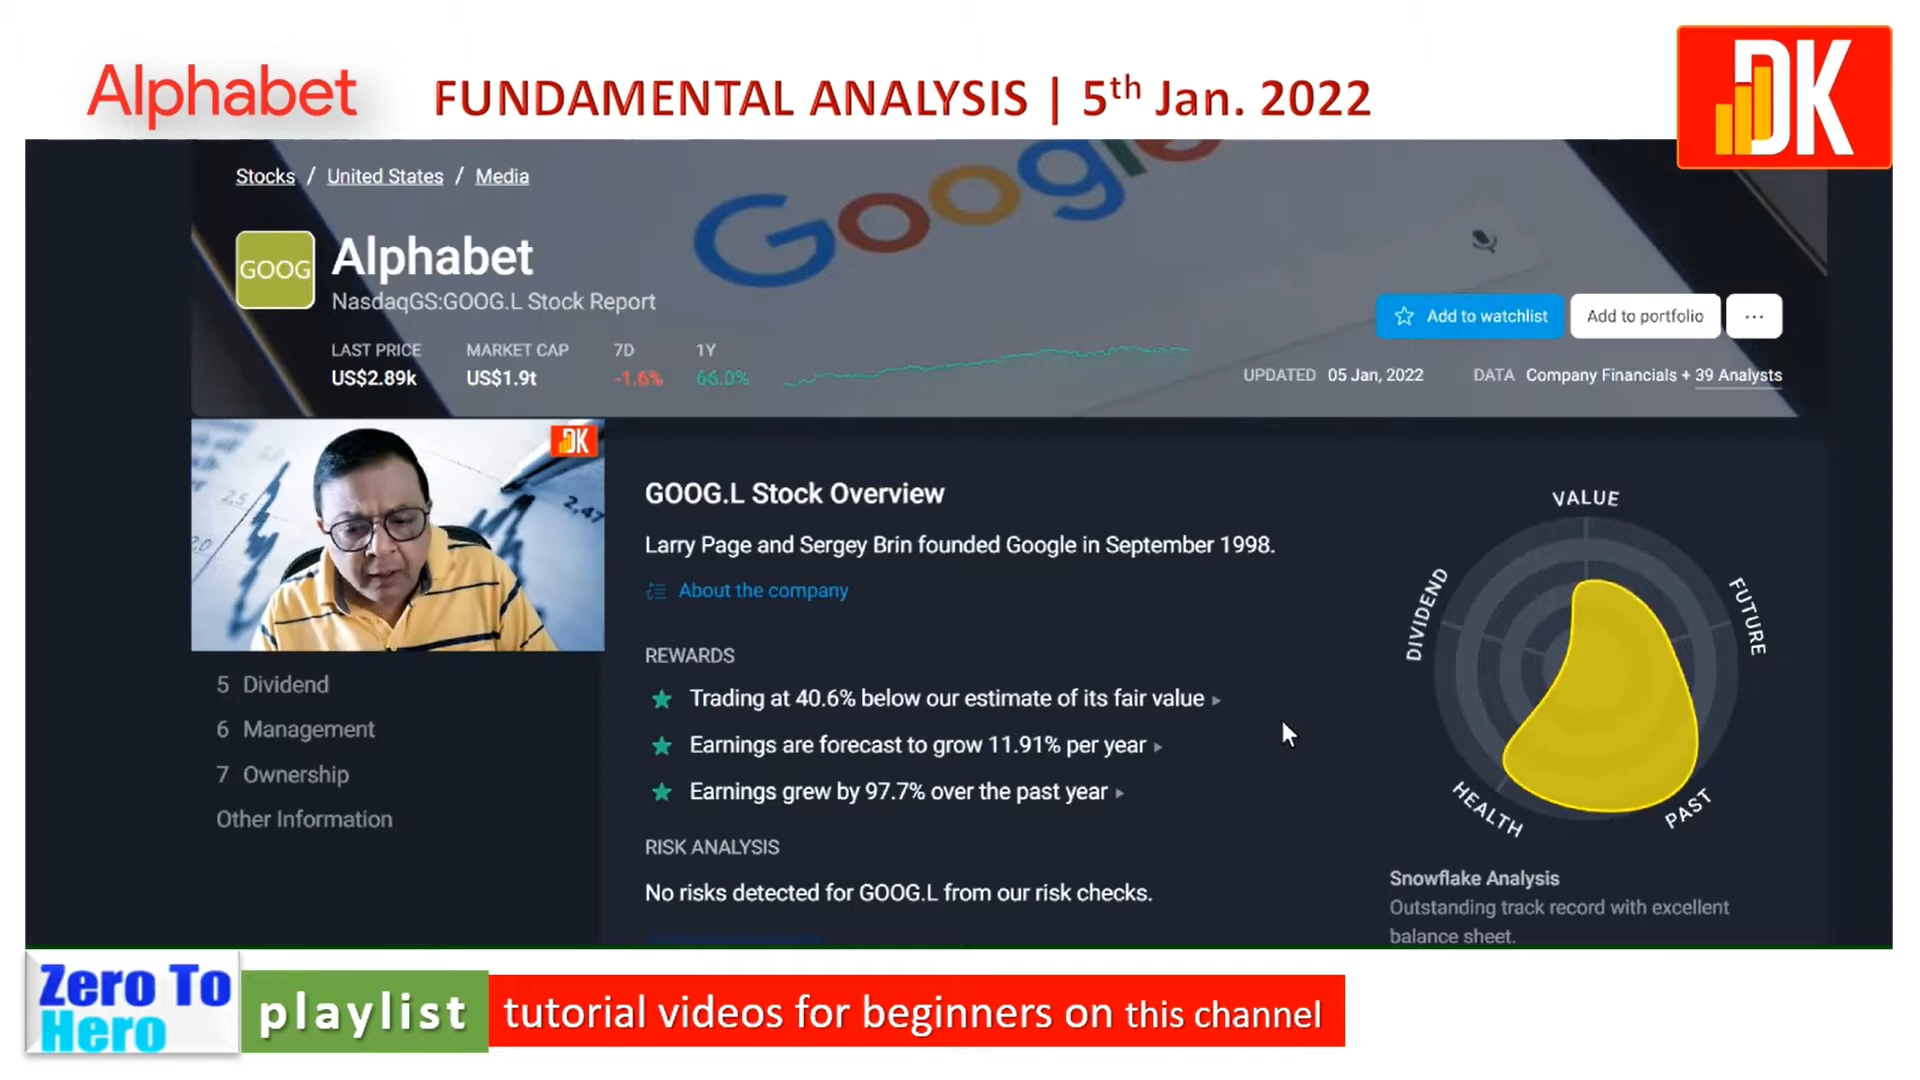 Alphabet
FUNDAMENTAL ANALYSIS | 5th Jan. 2022
DK
Stocks / United States / Media
Google
GOOG
Alphabet
NasdaqGS:GOOG.L Stock Report
Add to watchlist
Add to portfolio
...
LAST PRICE
MARKET CAP
7D
1Y
US$2.89k
US$1.9t
-1.6%
66.0%
UPDATED 05 Jan, 2022
DATA Company Financials + 39 Analysts
DK
2,5
2,47
5 Dividend
6 Management
7 Ownership
Other Information
GOOG.L Stock Overview
Larry Page and Sergey Brin founded Google in September 1998.
About the company
REWARDS
Trading at 40.6% below our estimate of its fair value
Earnings are forecast to grow 11.91% per year
Earnings grew by 97.7% over the past year
RISK ANALYSIS
No risks detected for GOOG.L from our risk checks.
VALUE
FUTURE
PAST
HEALTH
DIVIDEND
Snowflake Analysis
Outstanding track record with excellent
balance sheet.
Zero To
Hero
playlist
tutorial videos for beginners on this channel